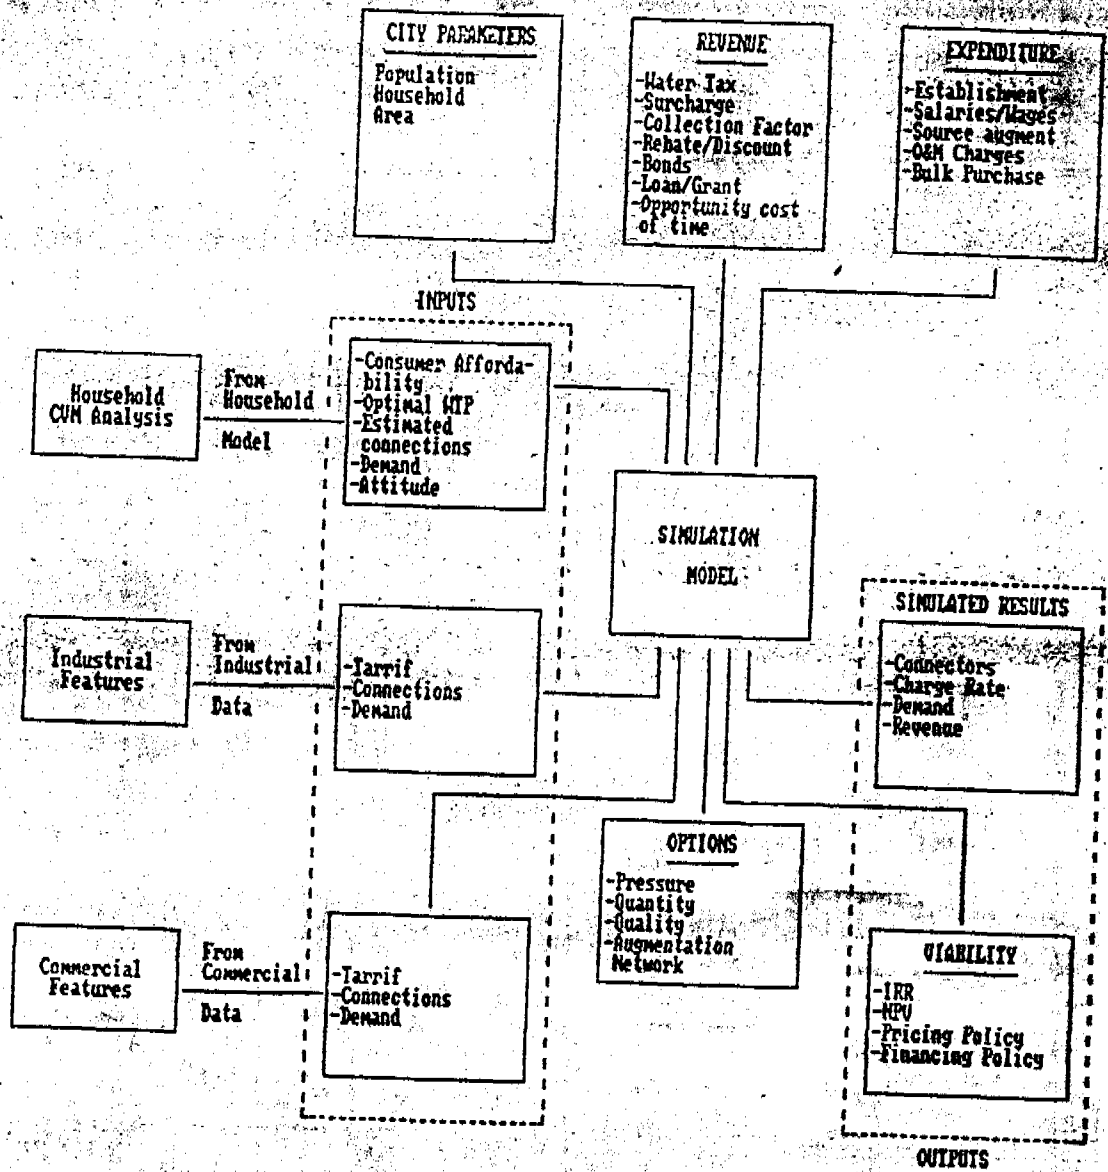 CITY PARAMETERS
Population
Household
Area
REVENUE
-Water Tax
-Surcharge
-Collection Factor
-Rebate/Discount
-Bonds
-Loan/Grant
-Opportunity cost
of time
EXPENDITURE
-Establishment
-Salaries/Wages
-Source augment
-O&M Charges
-Bulk Purchase
INPUTS
Household
CVM Analysis
From
Household
Model
-Consumer Afforda-
bility
-Optimal WTP
-Estimated
connections
-Demand
-Attitude
SIMULATION
MODEL
Industrial
Features
From
Industrial
Data
-Tarrif
-Connections
-Demand
SIMULATED RESULTS
-Connectors
-Charge Rate
-Demand
-Revenue
OPTIONS
-Pressure
-Quantity
-Quality
-Augmentation
Network
Commercial
Features
From
Commercial
Data
-Tarrif
-Connections
-Demand
VIABILITY
-IRR
-NPV
-Pricing Policy
-Financing Policy
OUTPUTS